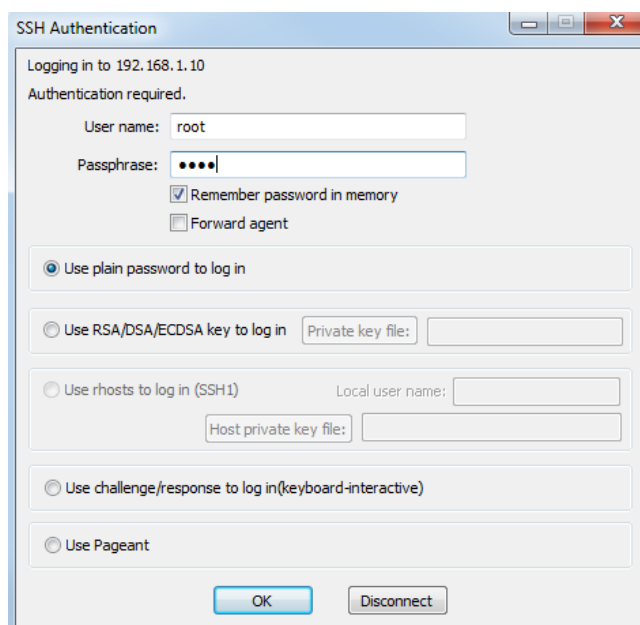 SSH Authentication
Logging in to 192.168.1.10
Authentication required.
User name: root
Passphrase: ●●●●
Remember password in memory
Forward agent
Use plain password to log in
Use RSA/DSA/ECDSA key to log in Private key file:
Use rhosts to log in (SSH1) Local user name:
Host private key file:
Use challenge/response to log in(keyboard-interactive)
Use Pageant
OK Disconnect